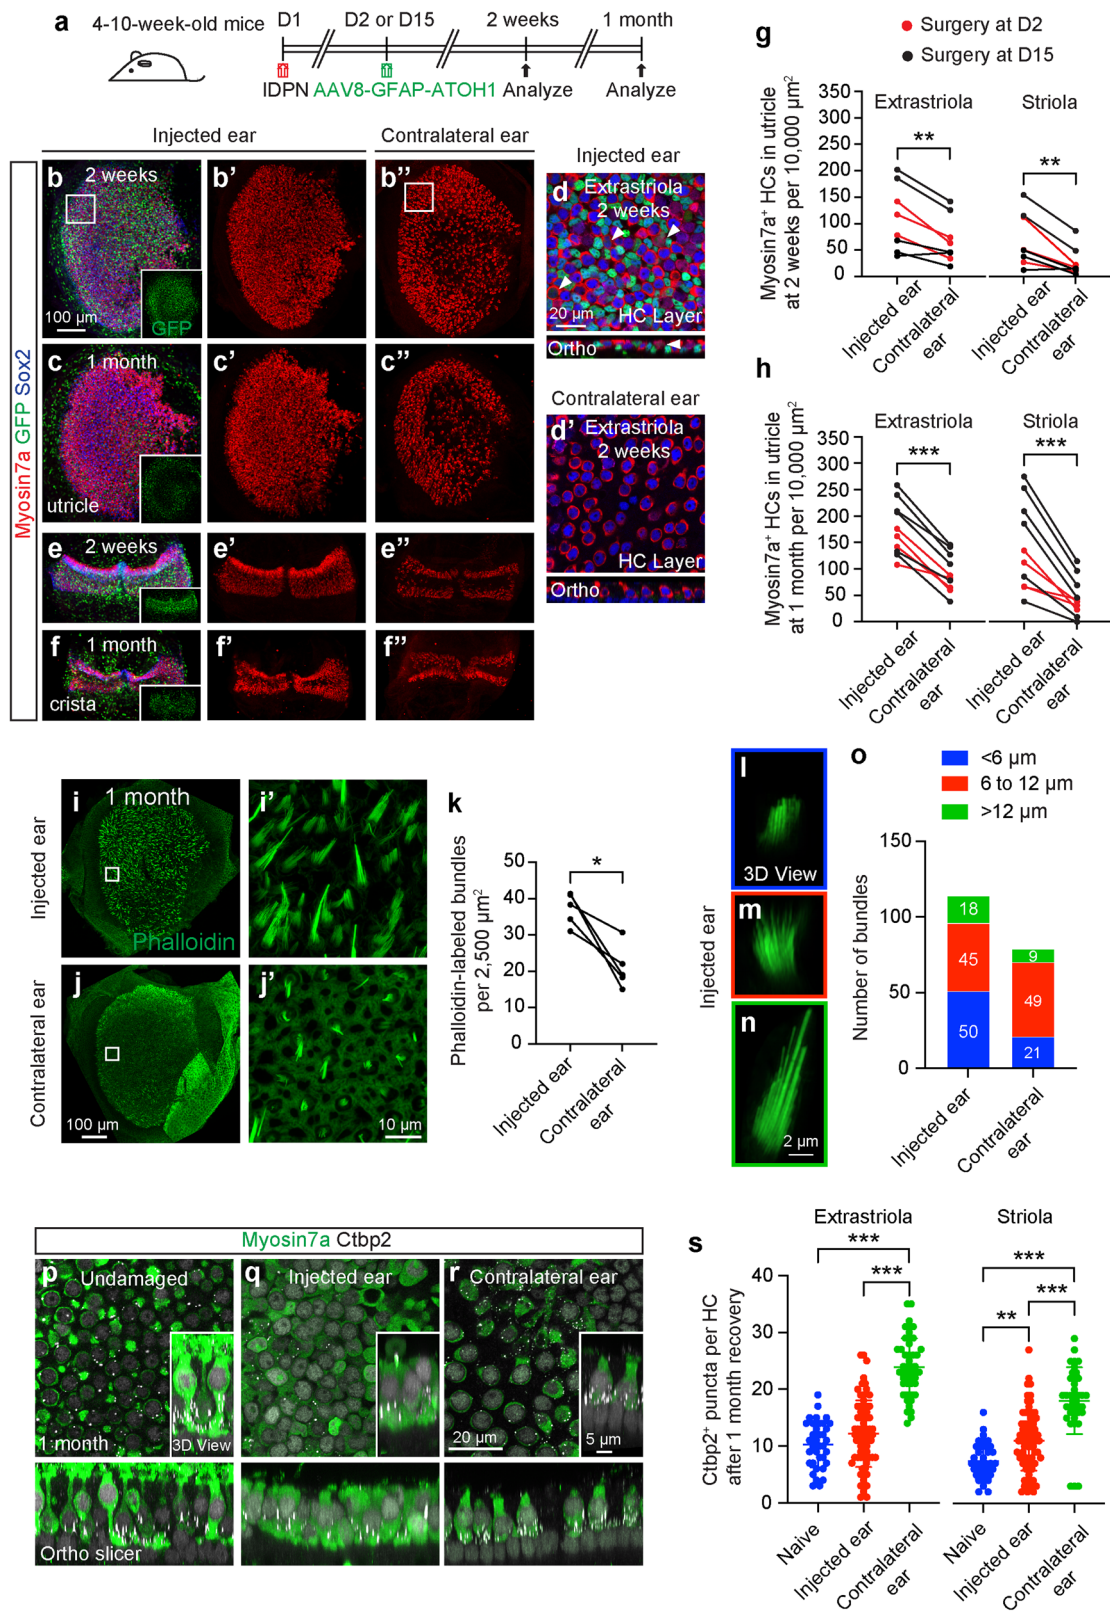 a
4-10-week-old mice
D1
D2 or D15
2 weeks
1 month
IDPN
AAV8-GFAP-ATOH1
Analyze
Analyze
Injected ear
Contralateral ear
Myosin7a GFP Sox2
b
2 weeks
100 µm
GFP
b’
b’’
c
1 month
utricle
c’
c’’
e
2 weeks
e’
e’’
f
1 month
crista
f’
f’’
Injected ear
d
Extrastriola
2 weeks
20 µm
HC Layer
Ortho
Contralateral ear
d’
Extrastriola
2 weeks
HC Layer
Ortho
g
Surgery at D2
Surgery at D15
Myosin7a⁺ HCs in utricle
at 2 weeks per 10,000 µm²
350
300
250
200
150
100
50
0
Extrastriola
Striola
**
**
Injected ear
Contralateral
ear
Injected ear
Contralateral
ear
h
Myosin7a⁺ HCs in utricle
at 1 month per 10,000 µm²
350
300
250
200
150
100
50
0
Extrastriola
Striola
***
***
Injected ear
Contralateral
ear
Injected ear
Contralateral
ear
Injected ear
i
1 month
Phalloidin
i’
Contralateral ear
j
100 µm
j’
10 µm
k
Phalloidin-labeled bundles
per 2,500 µm²
50
40
30
20
10
0
*
Injected ear
Contralateral
ear
Injected ear
l
3D View
m
n
2 µm
o
<6 µm
6 to 12 µm
>12 µm
Number of bundles
150
100
50
0
18
45
50
9
49
21
Injected ear
Contralateral
ear
Myosin7a Ctbp2
p
Undamaged
1 month
3D View
Ortho slicer
q
Injected ear
r
Contralateral ear
20 µm
5 µm
s
Extrastriola
Striola
Ctbp2⁺ puncta per HC
after 1 month recovery
40
30
20
10
0
***
***
***
***
**
Naive
Injected ear
Contralateral
ear
Naive
Injected ear
Contralateral
ear